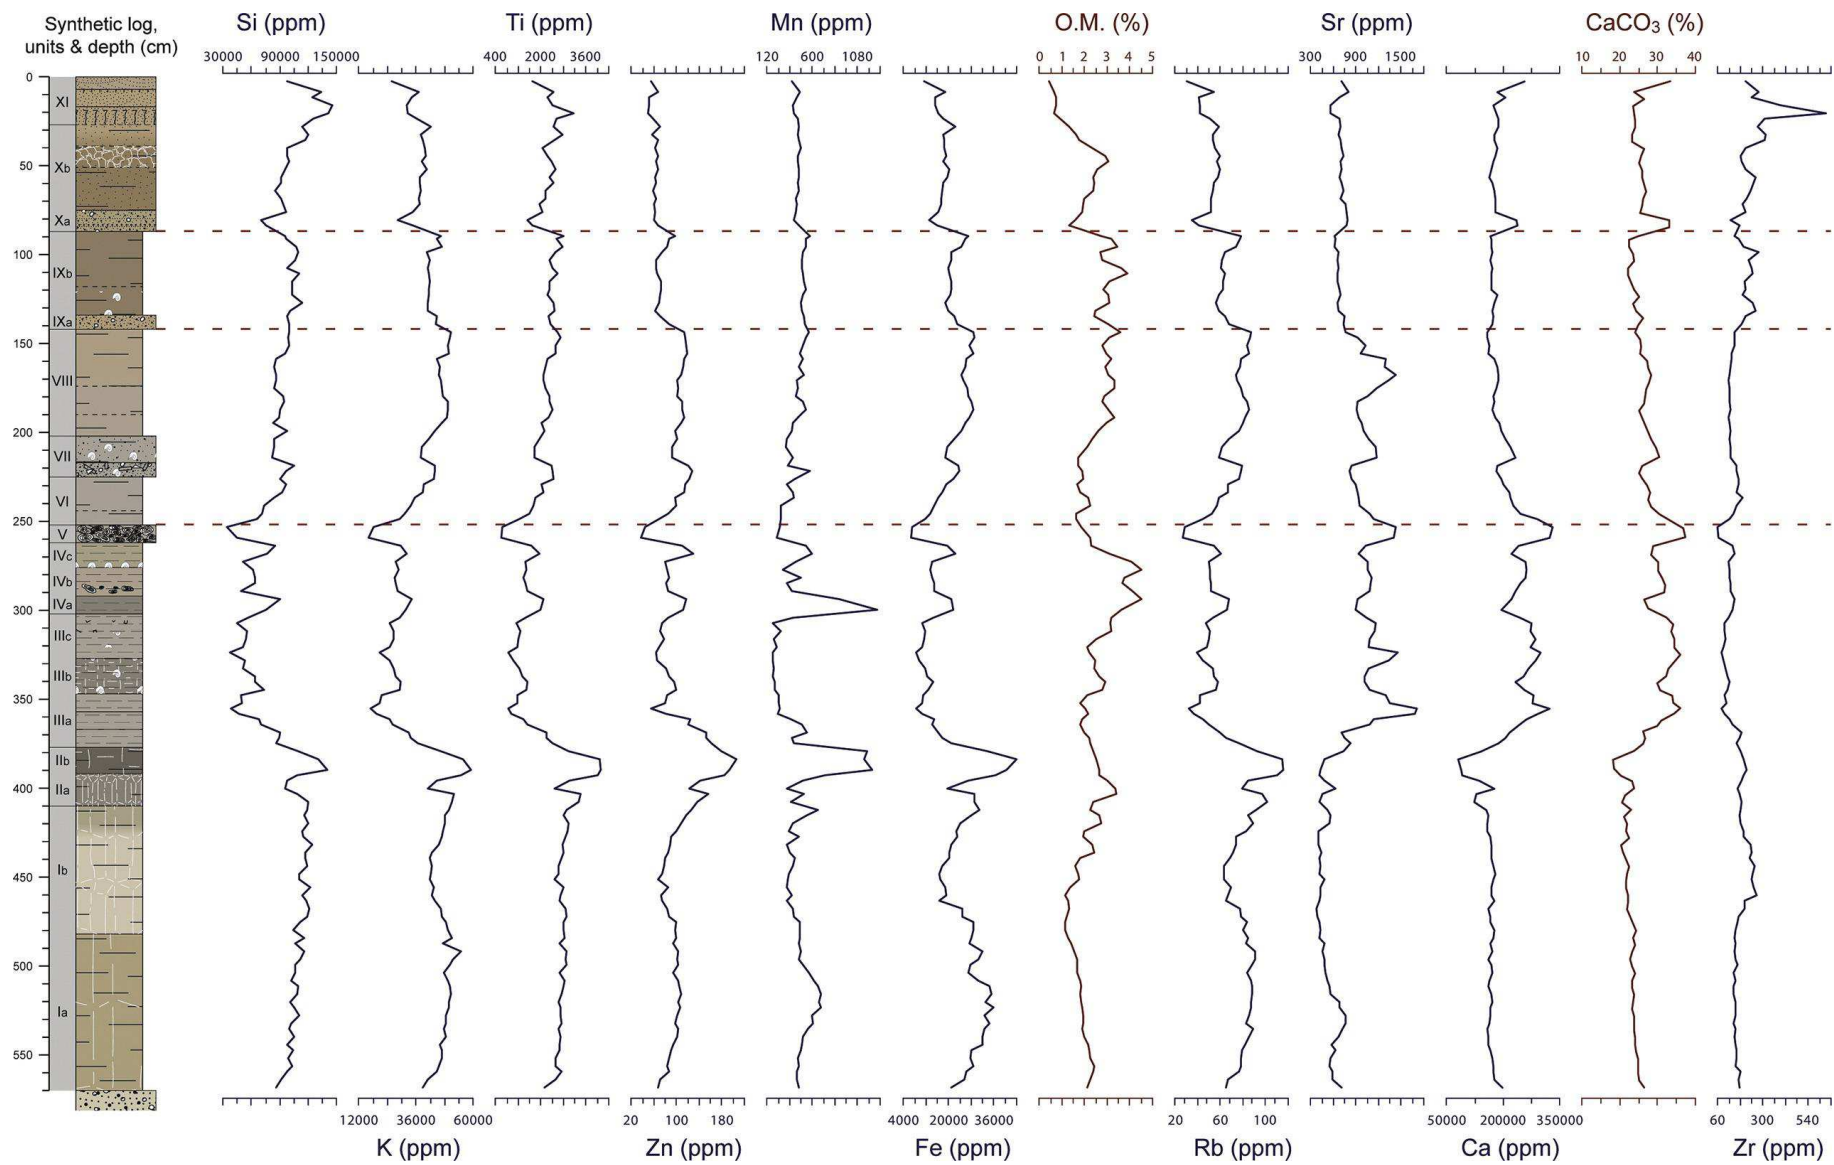 Synthetic log,
units & depth (cm)
Si (ppm)
Ti (ppm)
Mn (ppm)
O.M. (%)
Sr (ppm)
CaCO₃ (%)
30000 90000 150000
400 2000 3600
120 600 1080
0 1 2 3 4 5
300 900 1500
10 20 30 40
0
50
100
150
200
250
300
350
400
450
500
550
XI
Xb
Xa
IXb
IXa
VIII
VII
VI
V
IVc
IVb
IVa
IIIc
IIIb
IIIa
IIb
IIa
Ib
Ia
12000 36000 60000
20 100 180
4000 20000 36000
20 60 100
50000 200000 350000
60 300 540
K (ppm)
Zn (ppm)
Fe (ppm)
Rb (ppm)
Ca (ppm)
Zr (ppm)